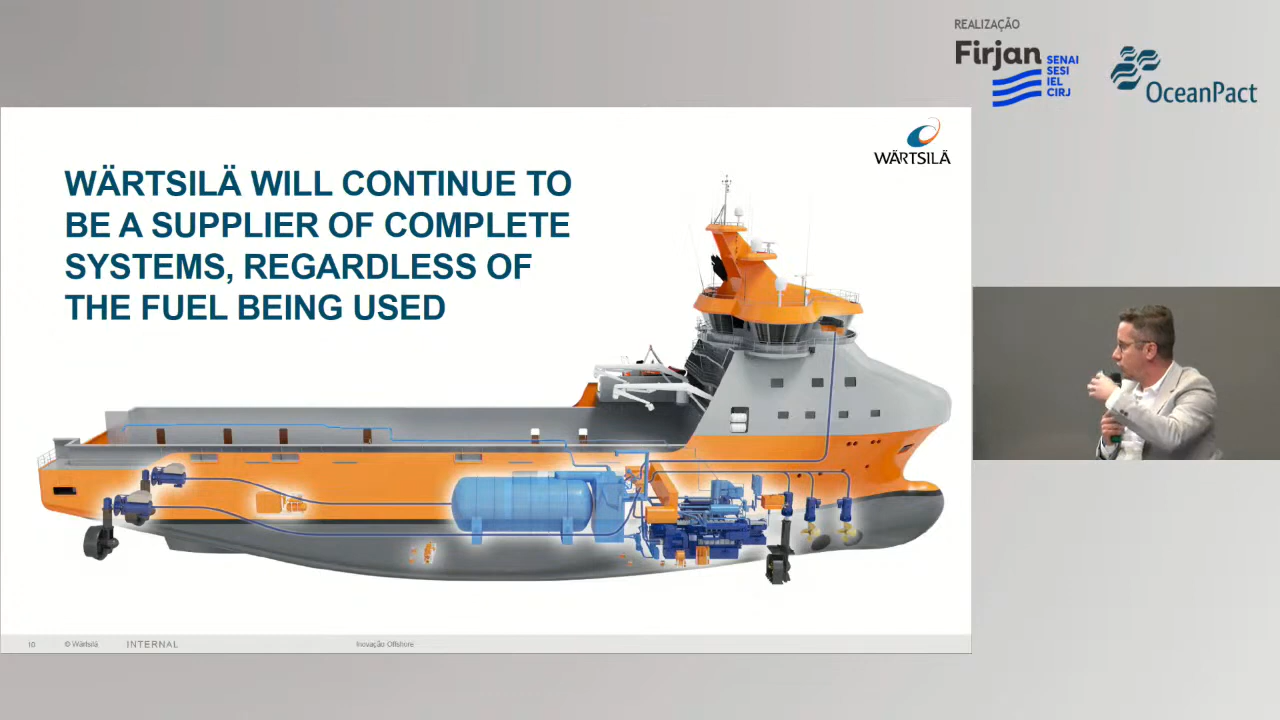 REALIZAÇÃO
Firjan
SENAI
SESI
IEL
CIRJ
OceanPact
WÄRTSILÄ
WÄRTSILÄ WILL CONTINUE TO
BE A SUPPLIER OF COMPLETE
SYSTEMS, REGARDLESS OF
THE FUEL BEING USED
© Wärtsilä INTERNAL Inovação Offshore